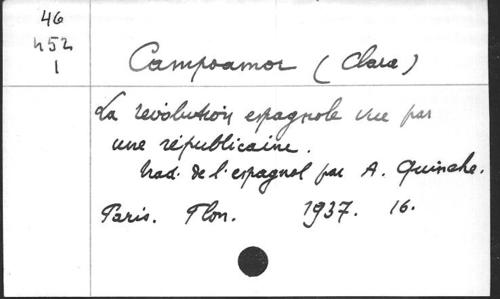 46
452
1
Campoamor (Clara)
La révolution espagnole vue par
une républicaine.
trad. de l'espagnol par A. Quinche.
Paris. Plon. 1937. 16.